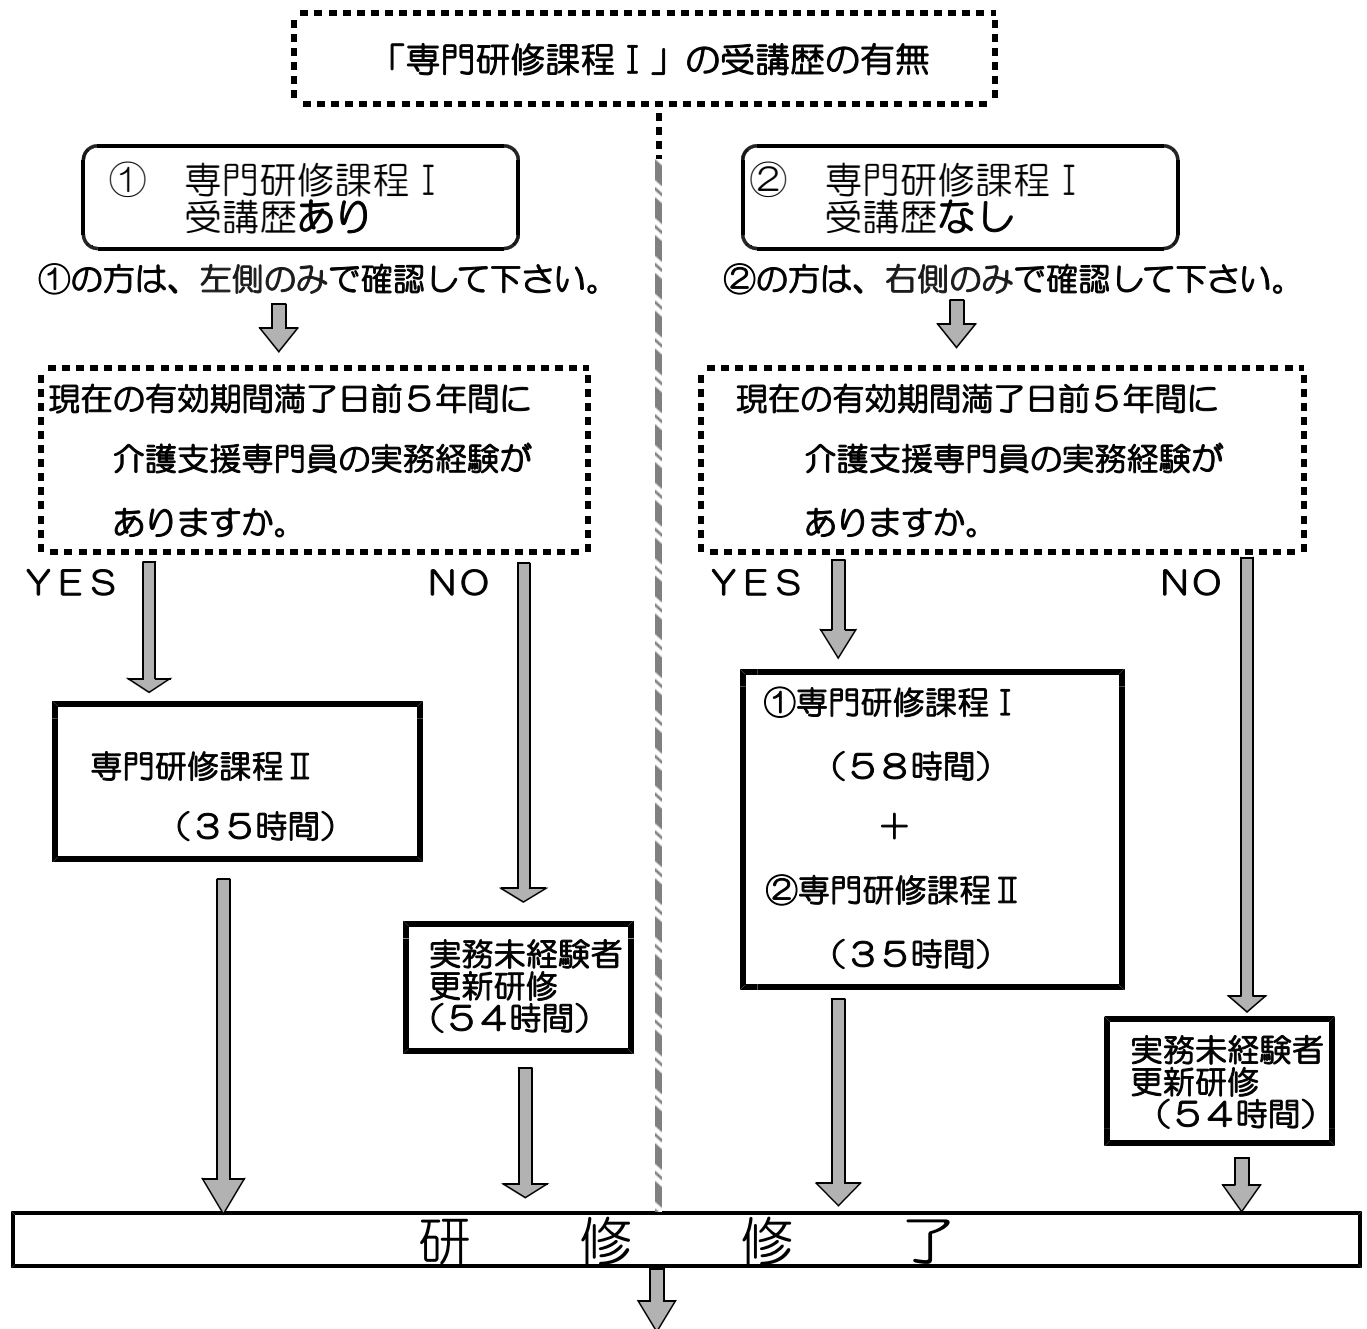 「専門研修課程Ⅰ」の受講歴の有無
① 専門研修課程Ⅰ
受講歴あり
①の方は、左側のみで確認して下さい。
現在の有効期間満了日前５年間に
介護支援専門員の実務経験が
ありますか。
ＹＥＳ
ＮＯ
専門研修課程Ⅱ
（３５時間）
実務未経験者
更新研修
（５４時間）
② 専門研修課程Ⅰ
受講歴なし
②の方は、右側のみで確認して下さい。
現在の有効期間満了日前５年間に
介護支援専門員の実務経験が
ありますか。
ＹＥＳ
ＮＯ
①専門研修課程Ⅰ
（５８時間）
＋
②専門研修課程Ⅱ
（３５時間）
実務未経験者
更新研修
（５４時間）
研　修　修　了